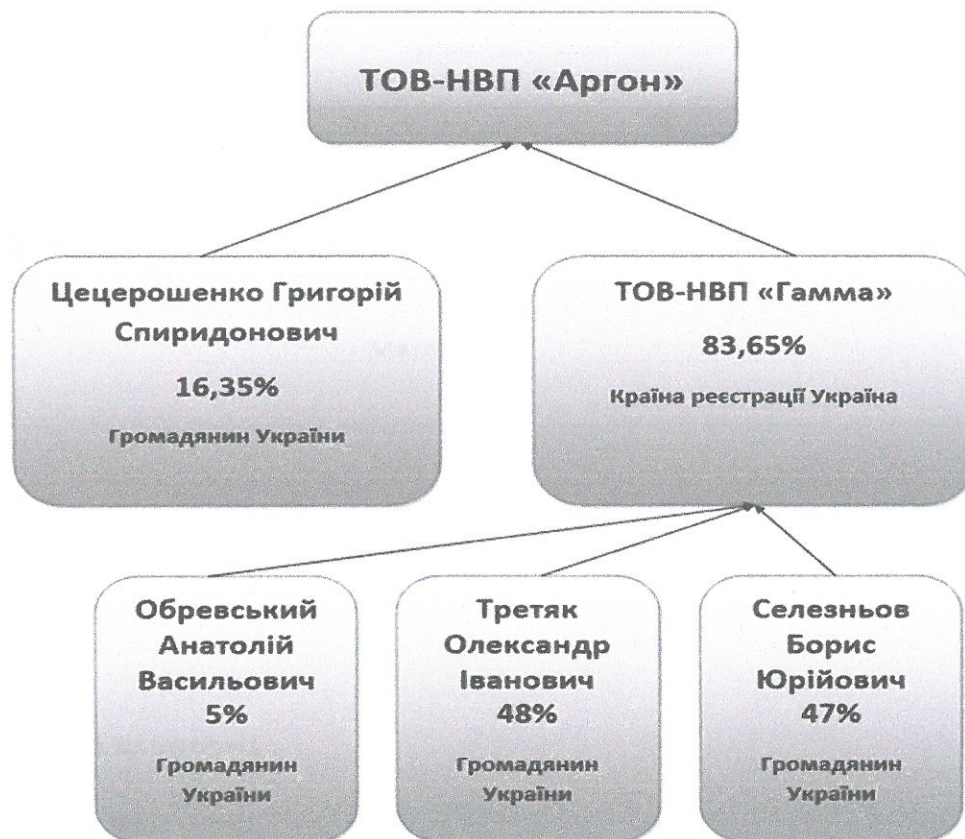 ТОВ-НВП «Аргон»
Цецерошенко Григорій
Спиридонович
16,35%
Громадянин України
ТОВ-НВП «Гамма»
83,65%
Країна реєстрації Україна
Обревський
Анатолій
Васильович
5%
Громадянин
України
Третяк
Олександр
Іванович
48%
Громадянин
України
Селезньов
Борис
Юрійович
47%
Громадянин
України